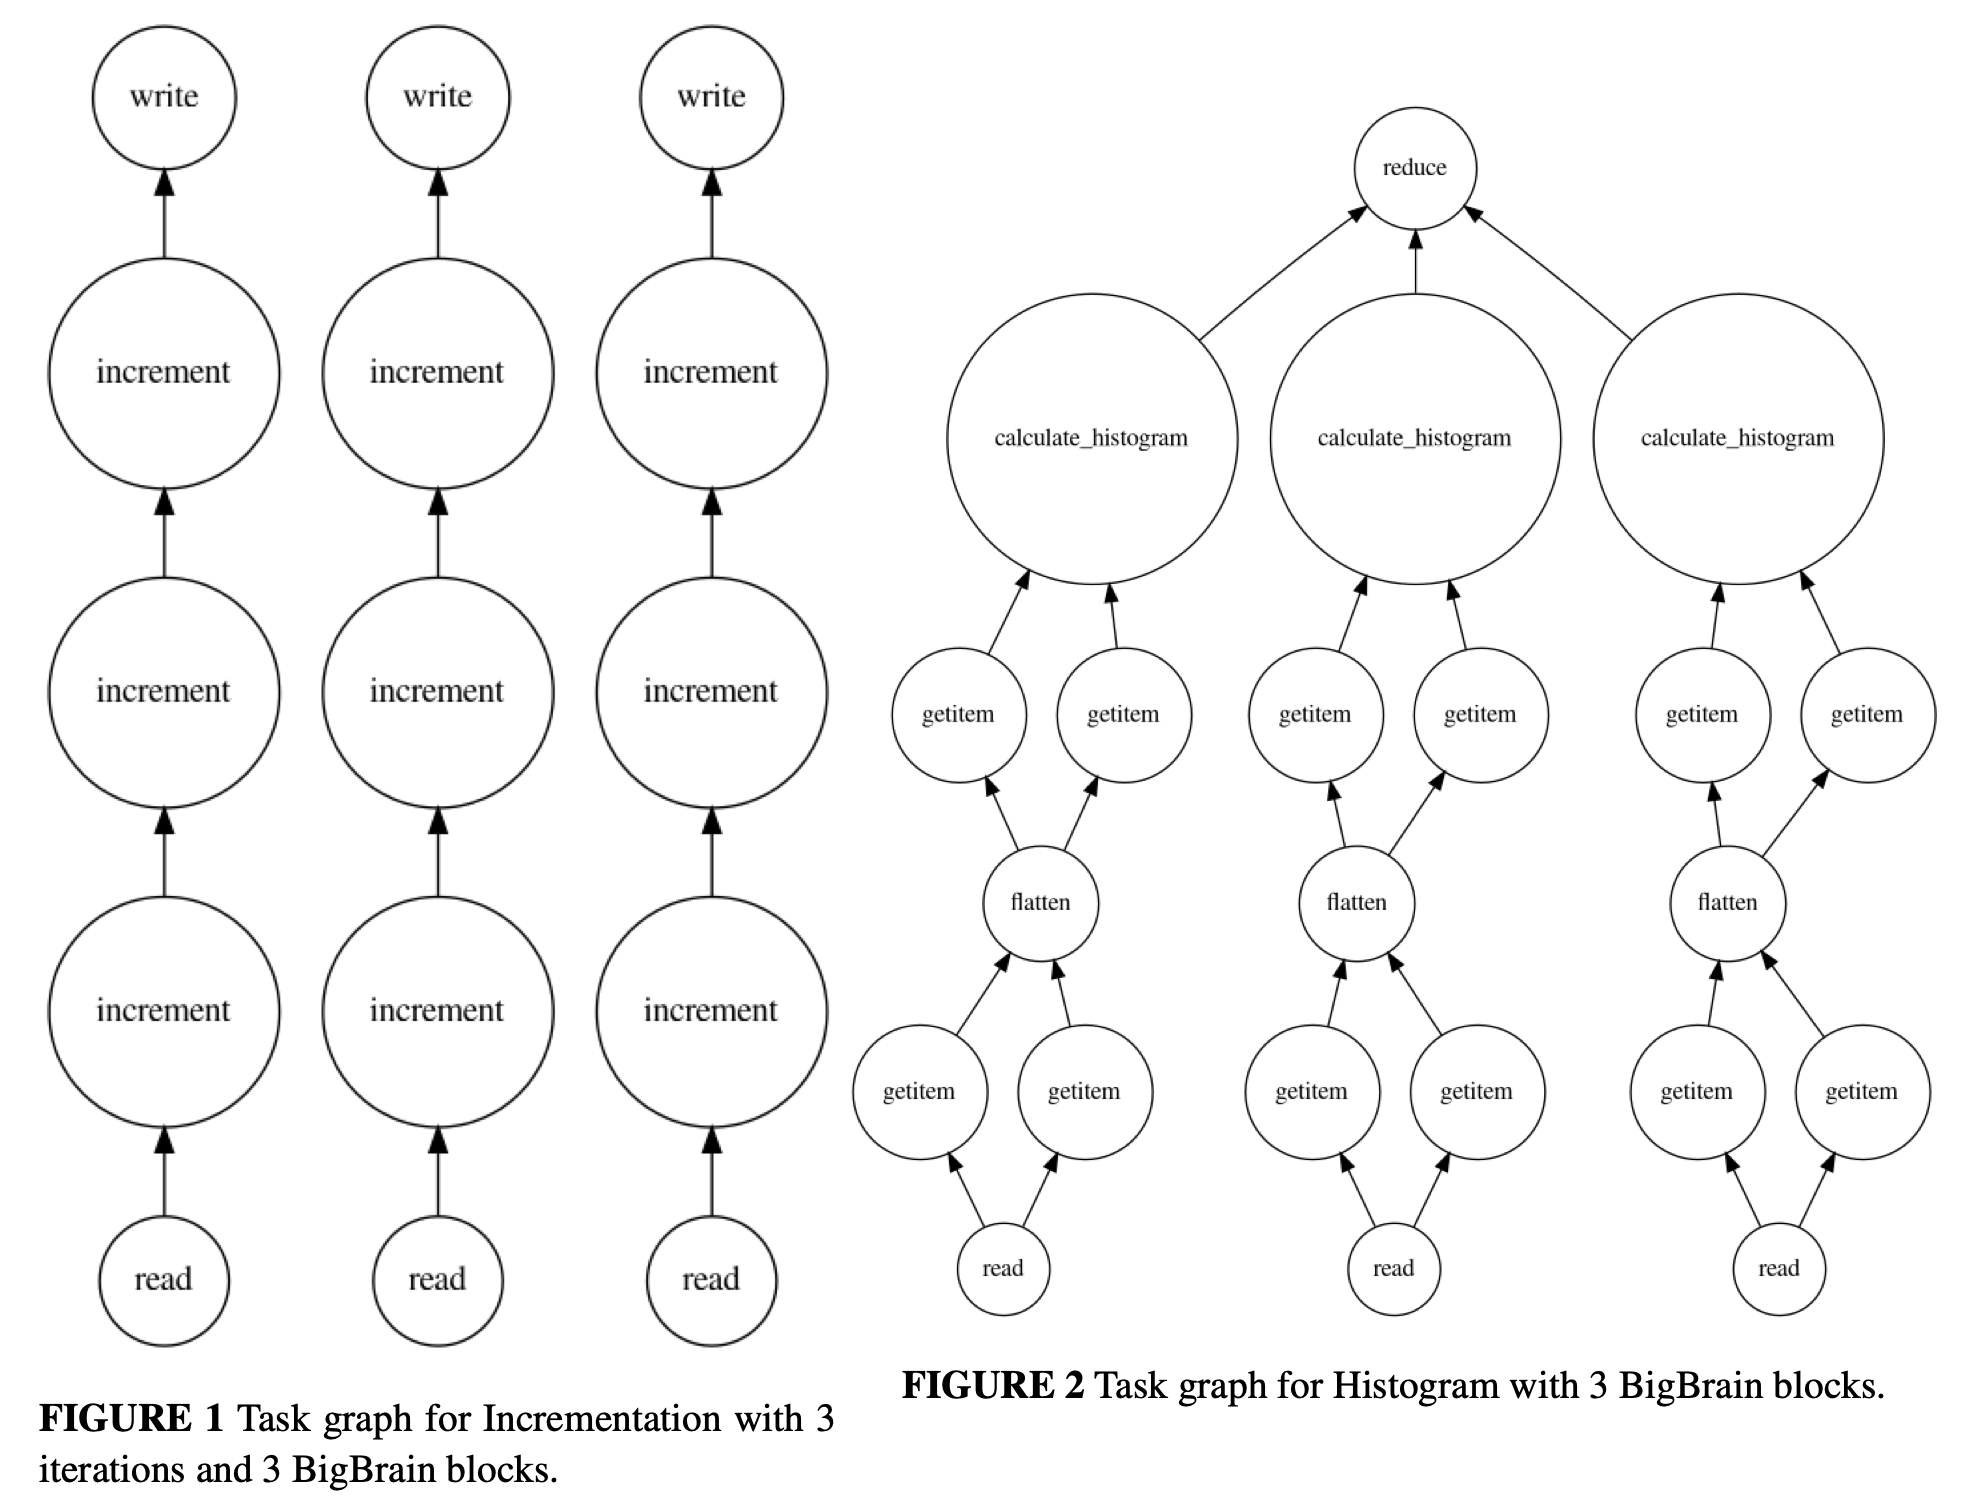 write
write
write
increment
increment
increment
increment
increment
increment
increment
increment
increment
read
read
read
FIGURE 1 Task graph for Incrementation with 3
iterations and 3 BigBrain blocks.
reduce
calculate_histogram
calculate_histogram
calculate_histogram
getitem
getitem
getitem
getitem
getitem
getitem
flatten
flatten
flatten
getitem
getitem
getitem
getitem
getitem
getitem
read
read
read
FIGURE 2 Task graph for Histogram with 3 BigBrain blocks.